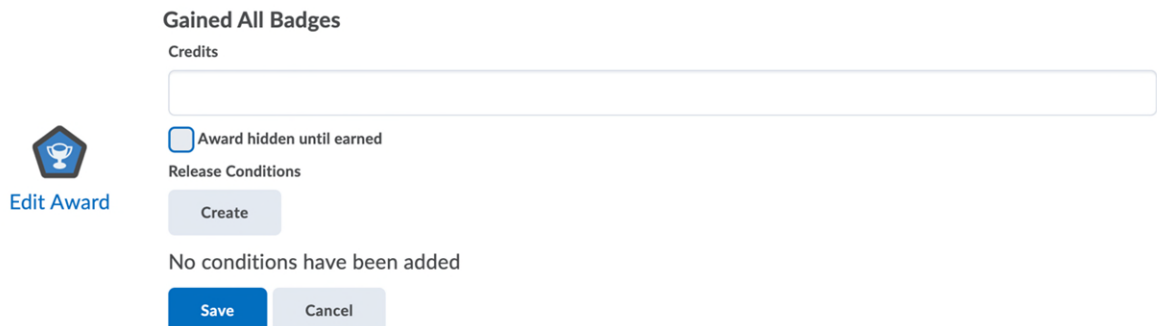 Gained All Badges
Credits
Award hidden until earned
Release Conditions
Edit Award
Create
No conditions have been added
Save Cancel